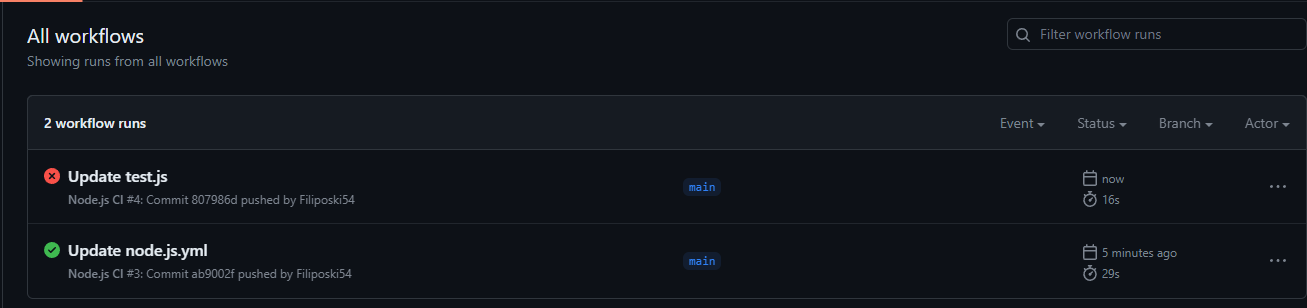 All workflows
Filter workflow runs
Showing runs from all workflows
2 workflow runs
Event
Status
Branch
Actor
Update test.js
main
now
Node.js CI #4: Commit 807986d pushed by Filiposki54
16s
Update node.js.yml
main
5 minutes ago
Node.js CI #3: Commit ab9002f pushed by Filiposki54
29s